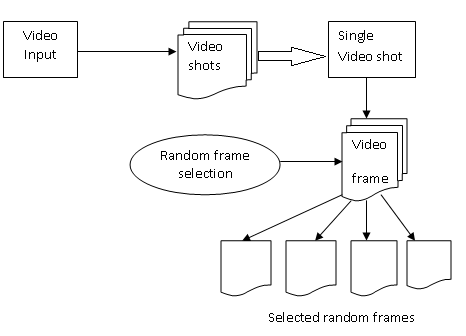 Video
Input
Video
shots
Single
Video shot
Video
frame
Random frame
selection
Selected random frames